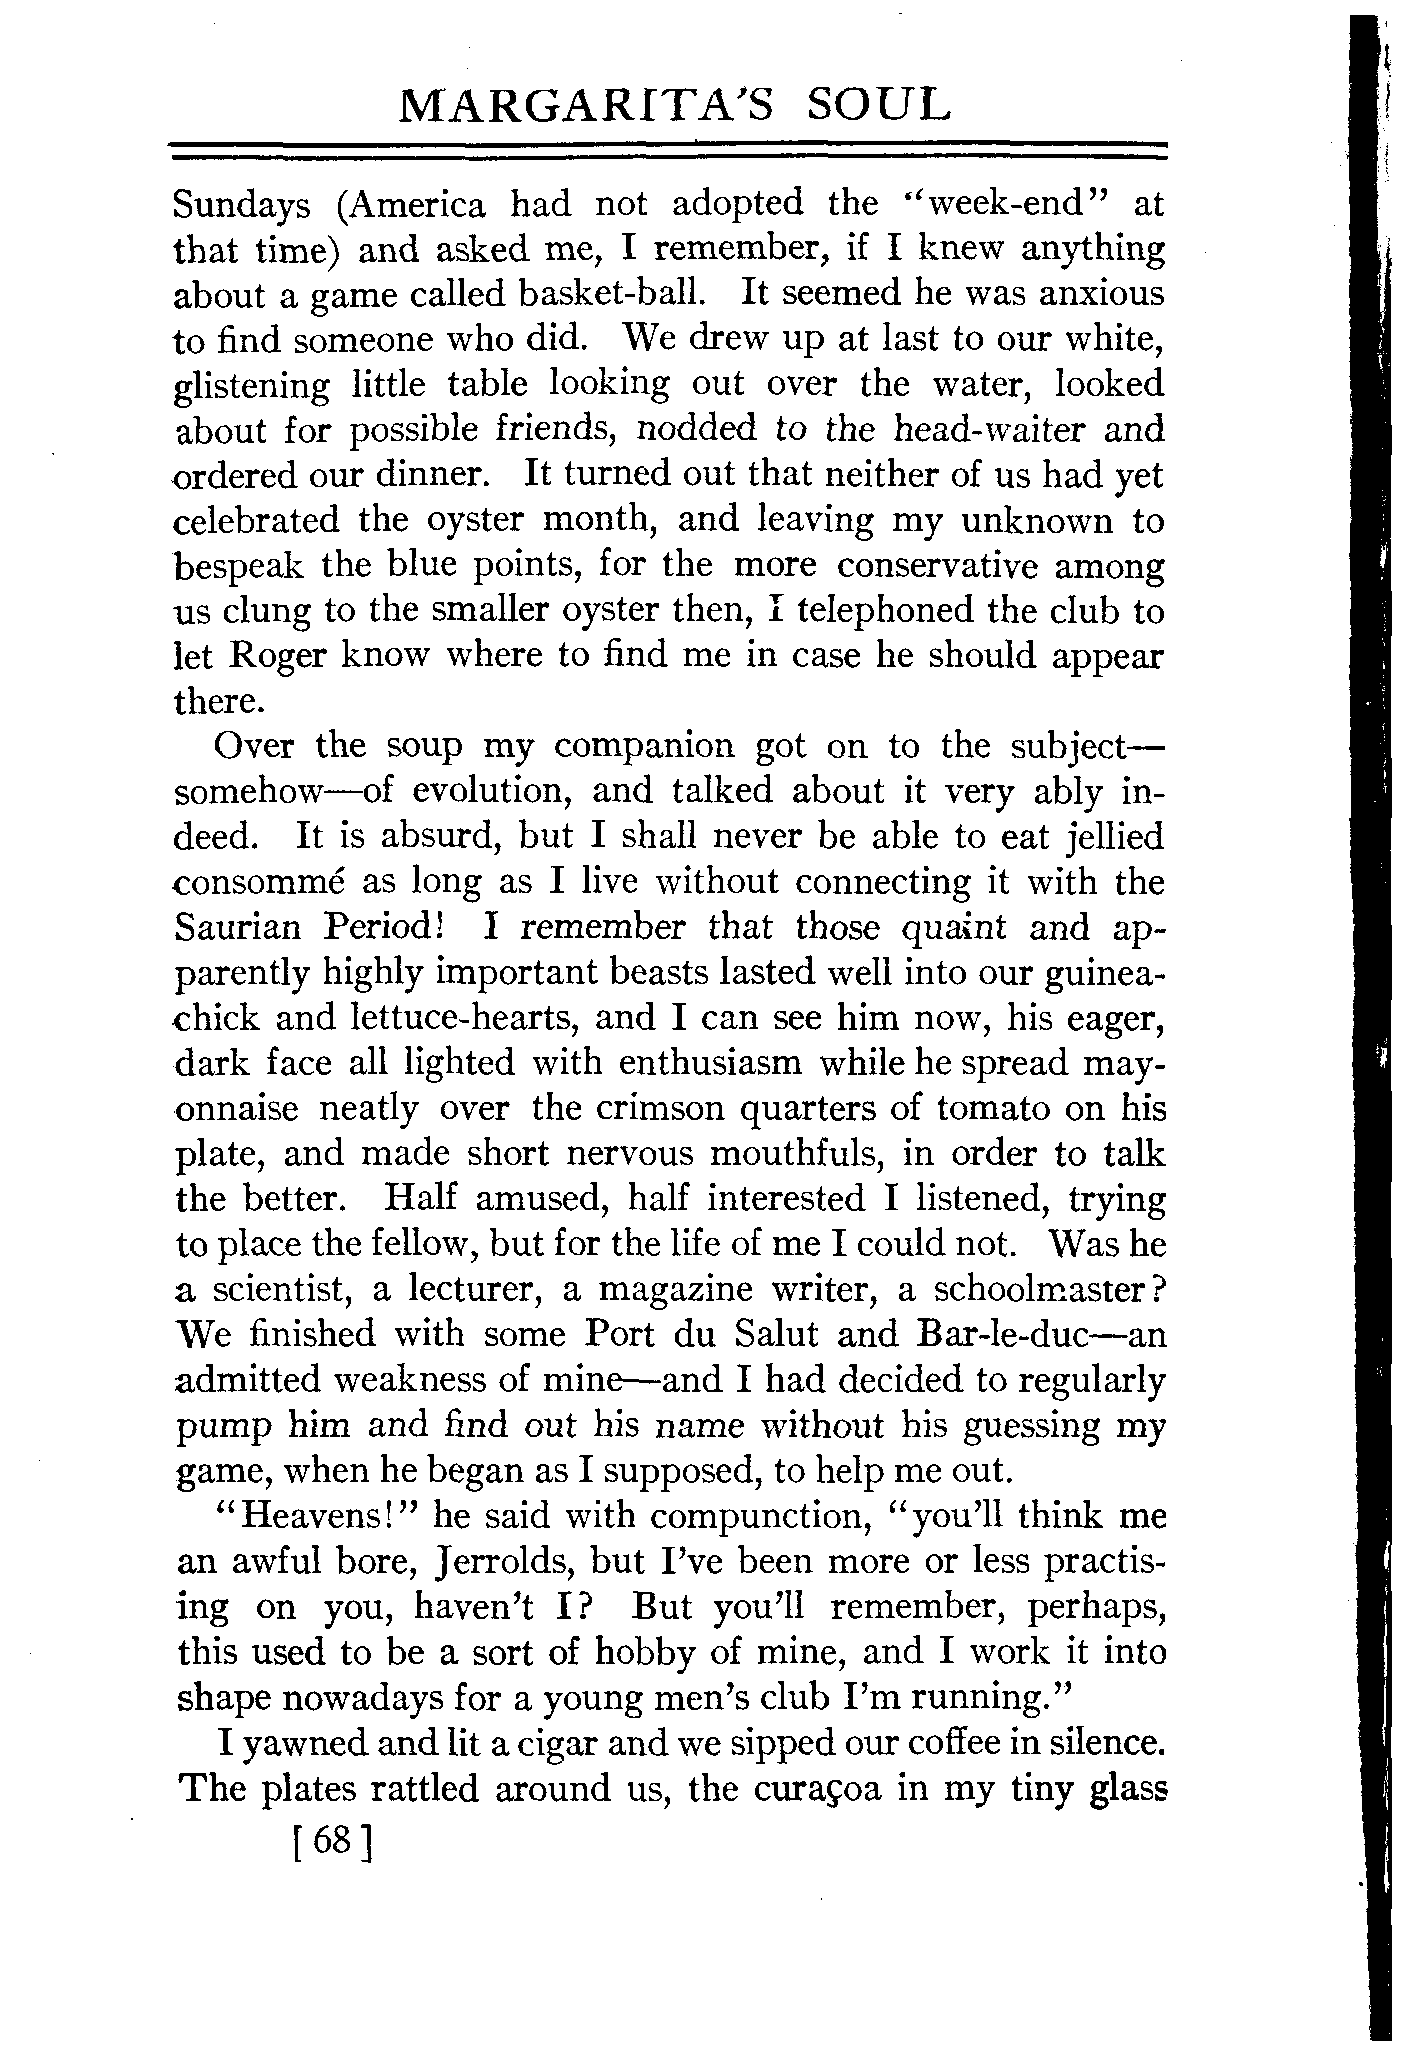 MARGARITA'S SOUL
Sundays (America had not adopted the "week-end" at
that time) and asked me, I remember, if I knew anything
about a game called basket-ball. It seemed he was anxious
to find someone who did. We drew up at last to our white,
glistening little table looking out over the water, looked
about for possible friends, nodded to the head-waiter and
ordered our dinner. It turned out that neither of us had yet
celebrated the oyster month, and leaving my unknown to
bespeak the blue points, for the more conservative among
us clung to the smaller oyster then, I telephoned the club to
let Roger know where to find me in case he should appear
there.
Over the soup my companion got on to the subject—
somehow—of evolution, and talked about it very ably in-
deed. It is absurd, but I shall never be able to eat jellied
consommé as long as I live without connecting it with the
Saurian Period! I remember that those quaint and ap-
parently highly important beasts lasted well into our guinea-
chick and lettuce-hearts, and I can see him now, his eager,
dark face all lighted with enthusiasm while he spread may-
onnaise neatly over the crimson quarters of tomato on his
plate, and made short nervous mouthfuls, in order to talk
the better. Half amused, half interested I listened, trying
to place the fellow, but for the life of me I could not. Was he
a scientist, a lecturer, a magazine writer, a schoolmaster?
We finished with some Port du Salut and Bar-le-duc—an
admitted weakness of mine—and I had decided to regularly
pump him and find out his name without his guessing my
game, when he began as I supposed, to help me out.
"Heavens!" he said with compunction, "you'll think me
an awful bore, Jerrolds, but I've been more or less practis-
ing on you, haven't I? But you'll remember, perhaps,
this used to be a sort of hobby of mine, and I work it into
shape nowadays for a young men's club I'm running."
I yawned and lit a cigar and we sipped our coffee in silence.
The plates rattled around us, the curaçoa in my tiny glass
[68]